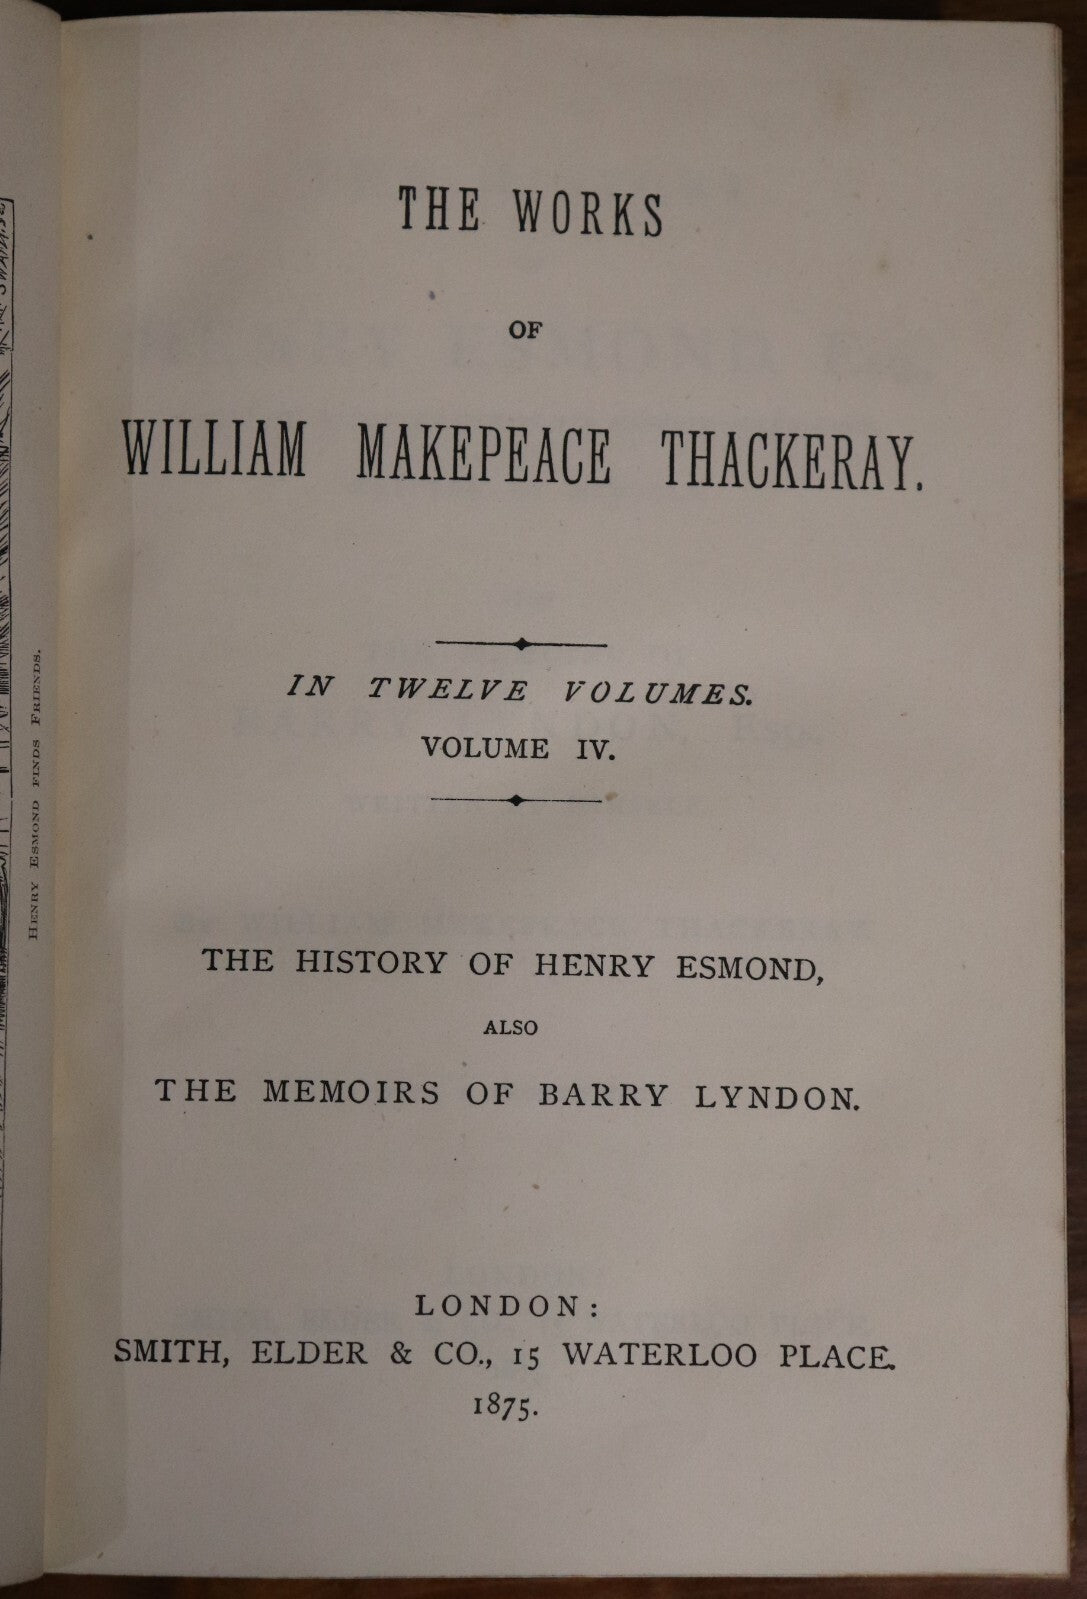 HENRY ESMOND FINDS FRIENDS.
THE WORKS
OF
WILLIAM MAKEPEACE THACKERAY.
IN TWELVE VOLUMES.
VOLUME IV.
THE HISTORY OF HENRY ESMOND,
ALSO
THE MEMOIRS OF BARRY LYNDON.
LONDON:
SMITH, ELDER & CO., 15 WATERLOO PLACE.
1875.